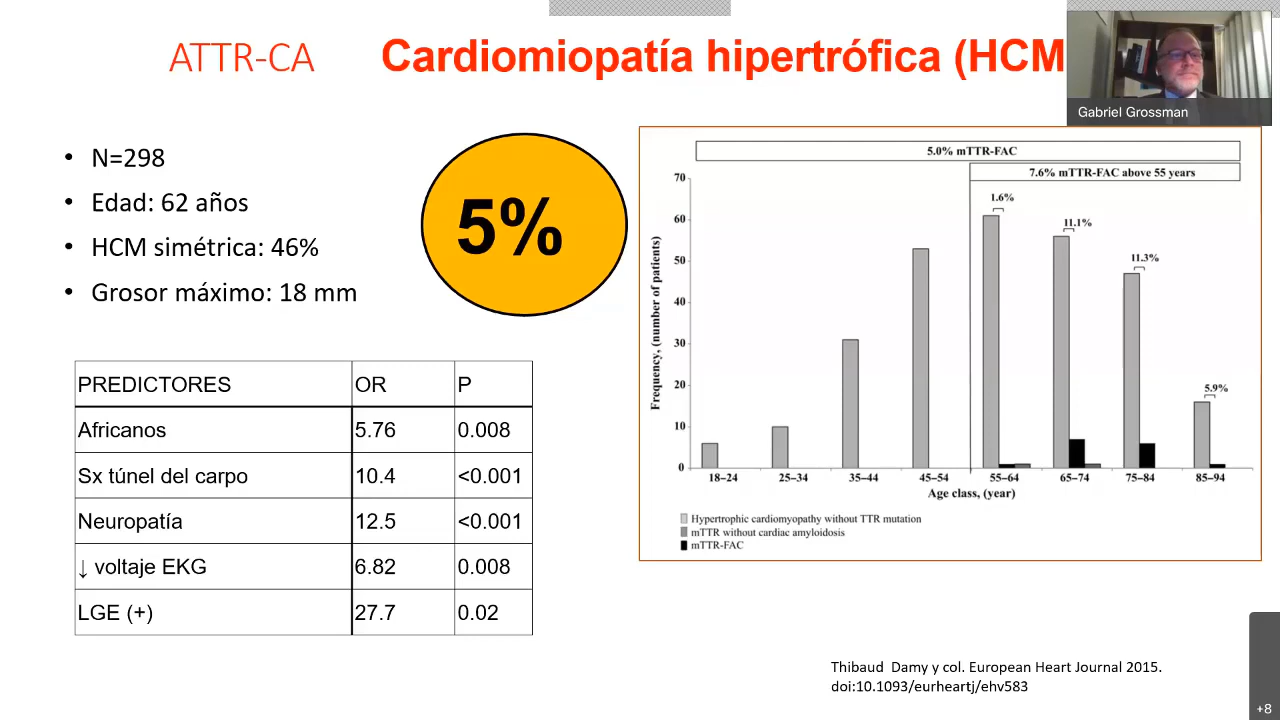 ATTR-CA Cardiomiopatía hipertrófica (HCM
Gabriel Grossman
• N=298
• Edad: 62 años
• HCM simétrica: 46%
• Grosor máximo: 18 mm
5%
PREDICTORES OR P
Africanos 5.76 0.008
Sx túnel del carpo 10.4 <0.001
Neuropatía 12.5 <0.001
↓ voltaje EKG 6.82 0.008
LGE (+) 27.7 0.02
5.0% mTTR-FAC
7.6% mTTR-FAC above 55 years
Frequency, (number of patients)
70
60
50
40
30
20
10
0
1.6%
11.1%
11.3%
5.9%
18–24 25–34 35–44 45–54 55–64 65–74 75–84 85–94
Age class, (year)
Hypertrophic cardiomyopathy without TTR mutation
mTTR without cardiac amyloidosis
mTTR-FAC
Thibaud Damy y col. European Heart Journal 2015.
doi:10.1093/eurheartj/ehv583
+8